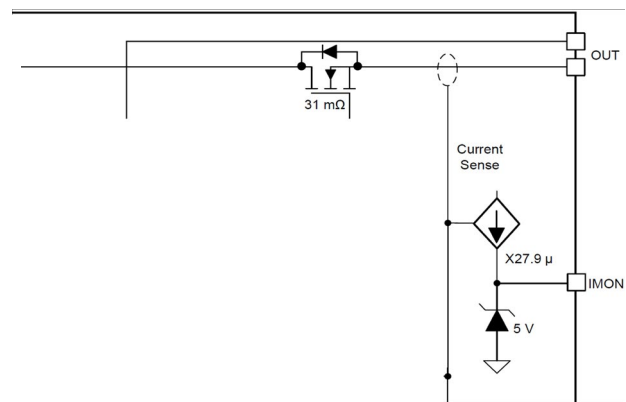 OUT
31 mΩ
Current
Sense
X27.9 μ
IMON
5 V